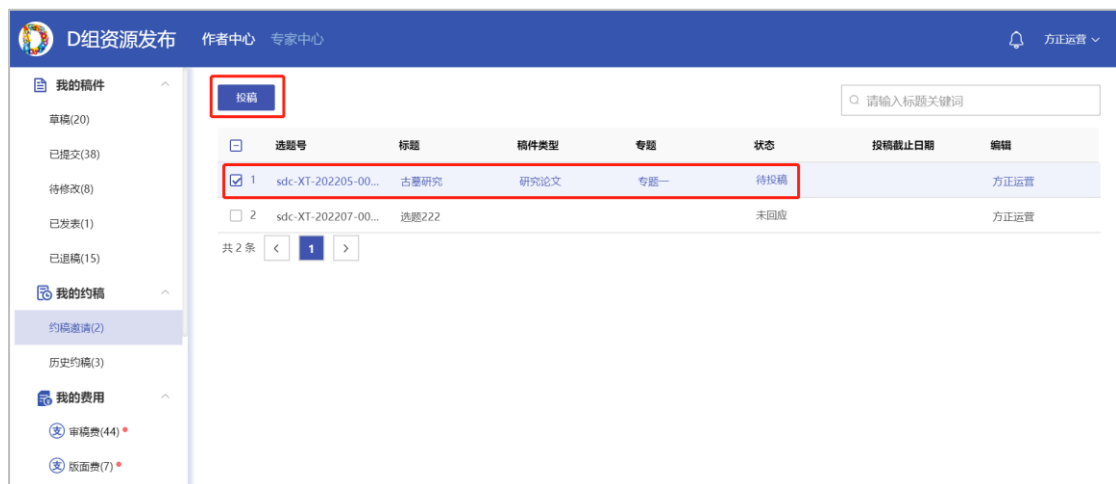 D组资源发布 作者中心 专家中心 方正运营
我的稿件
草稿(20)
已提交(38)
待修改(8)
已发表(1)
已退稿(15)
我的约稿
约稿邀请(2)
历史约稿(3)
我的费用
支 审稿费(44)
支 版面费(7)
投稿 请输入标题关键词
选题号 标题 稿件类型 专题 状态 投稿截止日期 编辑
1 sdc-XT-202205-00... 古墓研究 研究论文 专题一 待投稿 方正运营
2 sdc-XT-202207-00... 选题222 未回应 方正运营
共 2 条 < 1 >